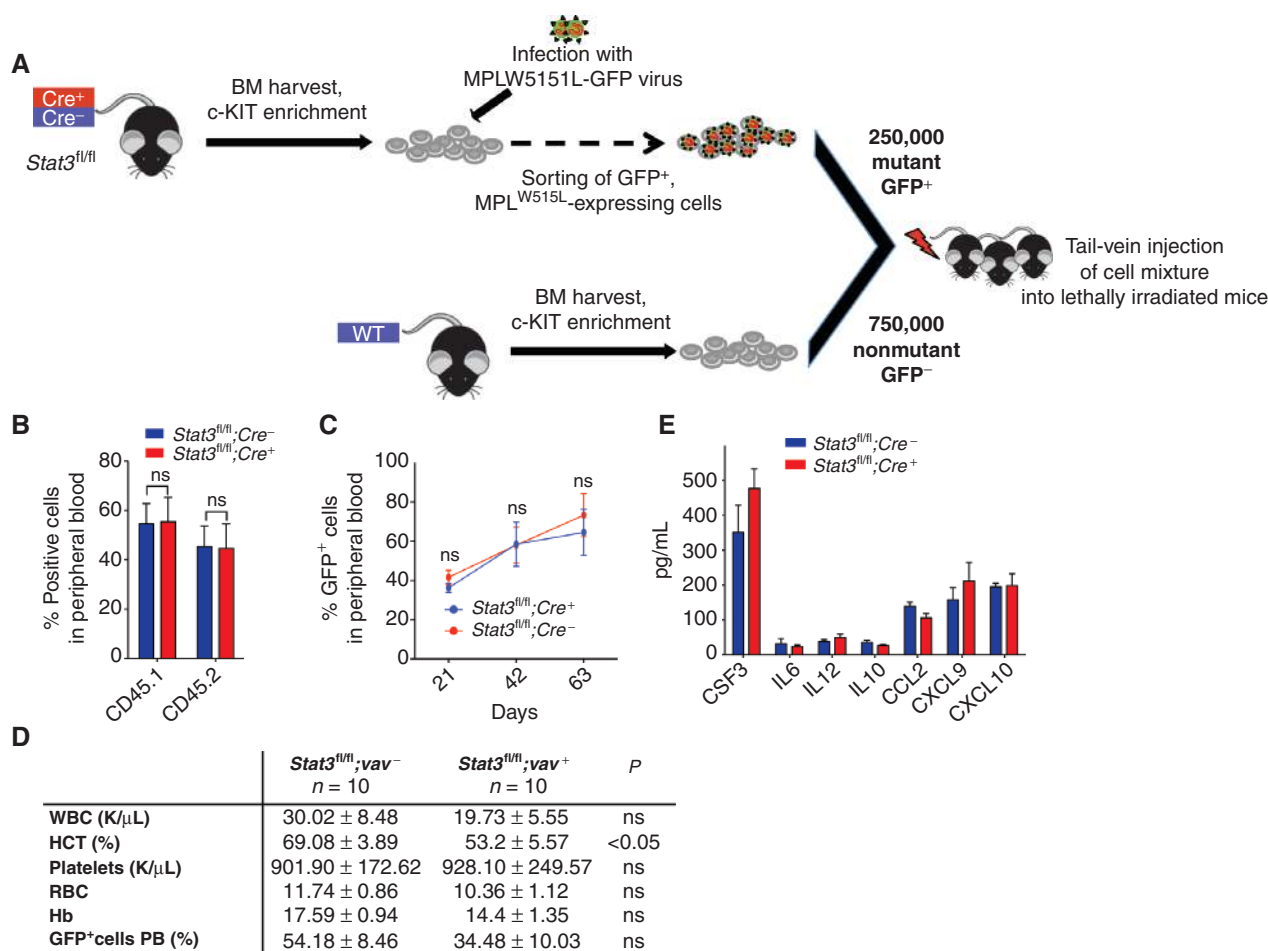 A
Infection with
MPLW5151L-GFP virus
Cre+
Cre−
Stat3fl/fl
BM harvest,
c-KIT enrichment
Sorting of GFP+,
MPLW515L-expressing cells
250,000
mutant
GFP+
Tail-vein injection
of cell mixture
into lethally irradiated mice
WT
BM harvest,
c-KIT enrichment
750,000
nonmutant
GFP−
B
Stat3fl/fl;Cre−
Stat3fl/fl;Cre+
% Positive cells
in peripheral blood
80
60
40
20
0
ns
ns
CD45.1
CD45.2
C
% GFP+ cells
in peripheral blood
100
80
60
40
20
0
ns
ns
ns
Stat3fl/fl;Cre+
Stat3fl/fl;Cre−
21
42
63
Days
E
Stat3fl/fl;Cre−
Stat3fl/fl;Cre+
pg/mL
500
400
300
200
100
0
CSF3
IL6
IL12
IL10
CCL2
CXCL9
CXCL10
D
Stat3fl/fl;vav− Stat3fl/fl;vav+ P
n = 10 n = 10
WBC (K/μL) 30.02 ± 8.48 19.73 ± 5.55 ns
HCT (%) 69.08 ± 3.89 53.2 ± 5.57 <0.05
Platelets (K/μL) 901.90 ± 172.62 928.10 ± 249.57 ns
RBC 11.74 ± 0.86 10.36 ± 1.12 ns
Hb 17.59 ± 0.94 14.4 ± 1.35 ns
GFP+cells PB (%) 54.18 ± 8.46 34.48 ± 10.03 ns